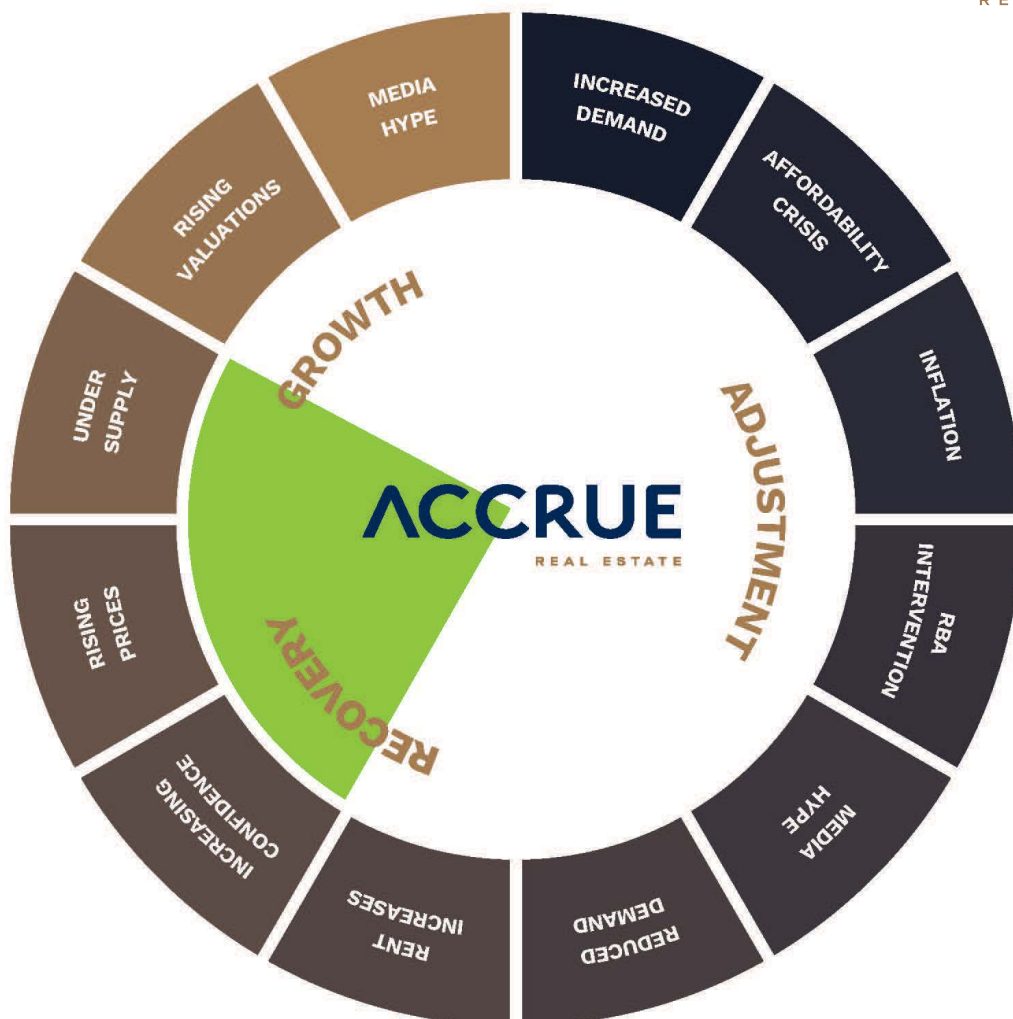 RE
INCREASED
DEMAND
AFFORDABILITY
CRISIS
INFLATION
RBA
INTERVENTION
MEDIA
HYPE
REDUCED
DEMAND
RENT
INCREASES
INCREASING
CONFIDENCE
RISING
PRICES
UNDER
SUPPLY
RISING
VALUATIONS
MEDIA
HYPE
GROWTH
ADJUSTMENT
RECOVERY
ACCRUE
REAL ESTATE